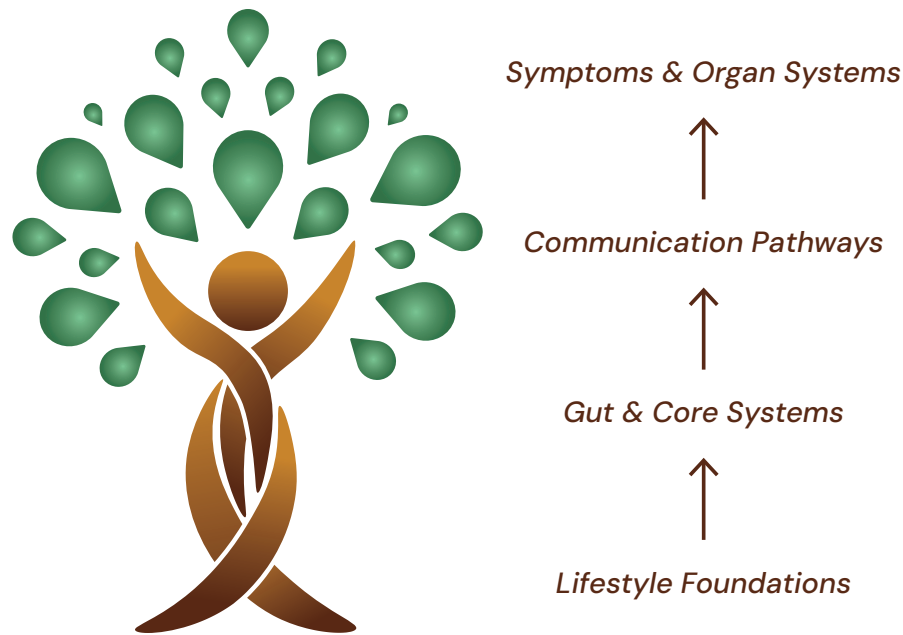 Symptoms & Organ Systems
Communication Pathways
Gut & Core Systems
Lifestyle Foundations